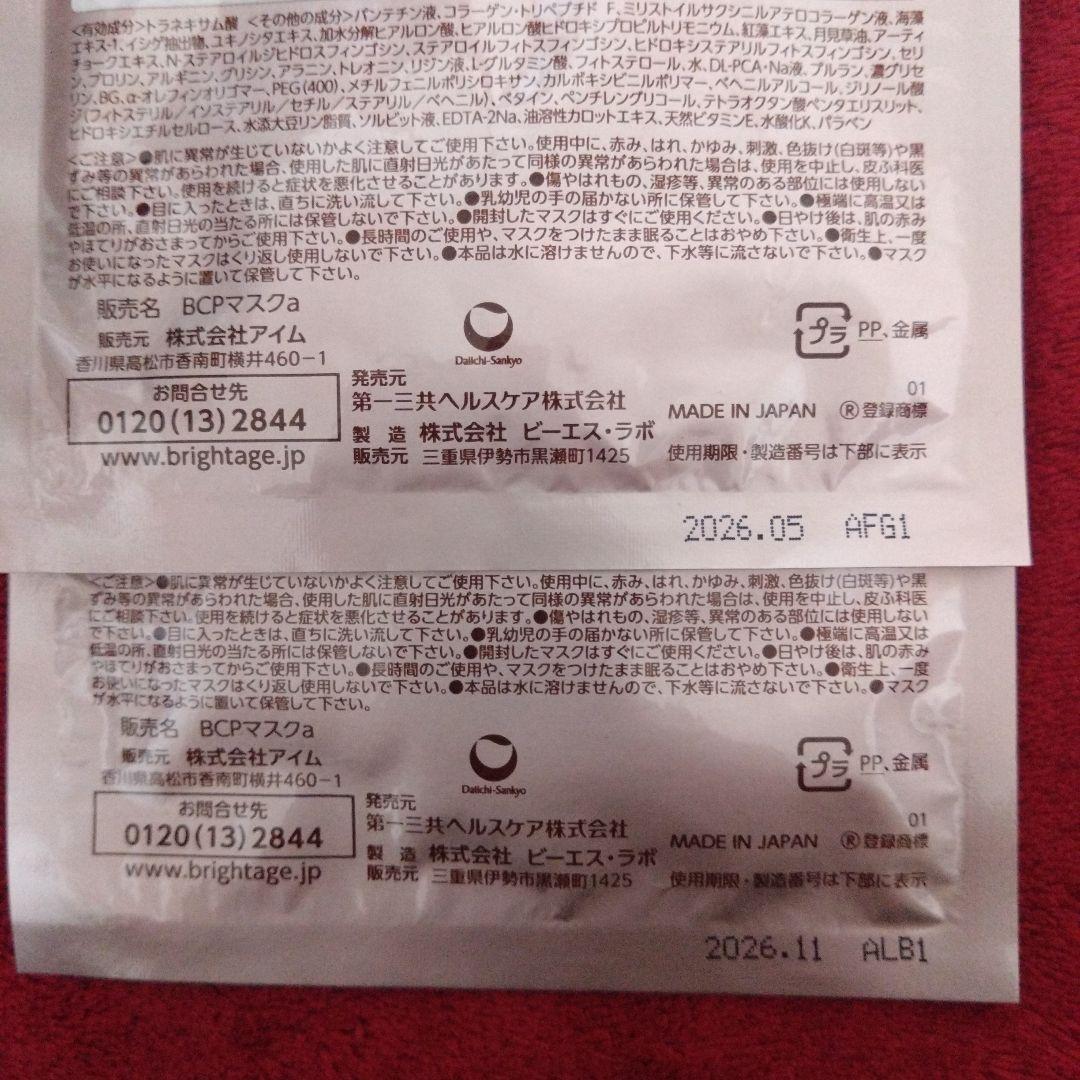 <有効成分>トラネキサム酸 <その他の成分>パンテチン液、コラーゲン・トリペプチド F、ミリストイルサクシニルアテロコラーゲン液、海藻
エキス-1、イシゲ抽出物、ユキノシタエキス、加水分解ヒアルロン酸、ヒアルロン酸ヒドロキシプロピルトリモニウム、紅藻エキス、月見草油、アーティ
チョークエキス、N-ステアロイルジヒドロスフィンゴシン、ステアロイルフィトスフィンゴシン、ヒドロキシステアリルフィトスフィンゴシン、セリ
ン、プロリン、アルギニン、グリシン、アラニン、トレオニン、リジン液、L-グルタミン酸、フィトステロール、水、DL-PCA・Na液、プルラン、濃グリセ
リン、BG、α-オレフィンオリゴマー、PEG(400)、メチルフェニルポリシロキサン、カルボキシビニルポリマー、ベヘニルアルコール、ジリノール酸
ジ(フィトステリル/イソステアリル/セチル/ステアリル/ベヘニル)、ベタイン、ペンチレングリコール、テトラオクタン酸ペンタエリスリット、
ヒドロキシエチルセルロース、水添大豆リン脂質、ソルビット液、EDTA-2Na、油溶性カロットエキス、天然ビタミンE、水酸化K、パラベン
<ご注意>●肌に異常が生じていないかよく注意してご使用下さい。使用中に、赤み、はれ、かゆみ、刺激、色抜け(白斑等)や黒
ずみ等の異常があらわれた場合、使用した肌に直射日光があたって同様の異常があらわれた場合は、使用を中止し、皮ふ科医
にご相談下さい。使用を続けると症状を悪化させることがあります。●傷やはれもの、湿疹等、異常のある部位には使用しない
で下さい。●目に入ったときは、直ちに洗い流して下さい。●乳幼児の手の届かない所に保管して下さい。●極端に高温又は
低温の所、直射日光の当たる所には保管しないで下さい。●開封したマスクはすぐにご使用ください。●日やけ後は、肌の赤み
やほてりがおさまってからご使用下さい。●長時間のご使用や、マスクをつけたまま眠ることはおやめ下さい。●衛生上、一度
お使いになったマスクはくり返し使用しないで下さい。●本品は水に溶けませんので、下水等に流さないで下さい。●マスク
が水平になるように置いて保管して下さい。
販売名 BCPマスクa
販売元 株式会社アイム
香川県高松市香南町横井460-1
お問合せ先
0120(13)2844
www.brightage.jp
Daiichi-Sankyo
発売元
第一三共ヘルスケア株式会社
製造 株式会社 ビーエス・ラボ
販売元 三重県伊勢市黒瀬町1425
プラ PP、金属
01
MADE IN JAPAN ®登録商標
使用期限・製造番号は下部に表示
2026.05 AFG1
<ご注意>●肌に異常が生じていないかよく注意してご使用下さい。使用中に、赤み、はれ、かゆみ、刺激、色抜け(白斑等)や黒
ずみ等の異常があらわれた場合、使用した肌に直射日光があたって同様の異常があらわれた場合は、使用を中止し、皮ふ科医
にご相談下さい。使用を続けると症状を悪化させることがあります。●傷やはれもの、湿疹等、異常のある部位には使用しない
で下さい。●目に入ったときは、直ちに洗い流して下さい。●乳幼児の手の届かない所に保管して下さい。●極端に高温又は
低温の所、直射日光の当たる所には保管しないで下さい。●開封したマスクはすぐにご使用ください。●日やけ後は、肌の赤み
やほてりがおさまってからご使用下さい。●長時間のご使用や、マスクをつけたまま眠ることはおやめ下さい。●衛生上、一度
お使いになったマスクはくり返し使用しないで下さい。●本品は水に溶けませんので、下水等に流さないで下さい。●マスク
が水平になるように置いて保管して下さい。
販売名 BCPマスクa
販売元 株式会社アイム
香川県高松市香南町横井460-1
お問合せ先
0120(13)2844
www.brightage.jp
Daiichi-Sankyo
発売元
第一三共ヘルスケア株式会社
製造 株式会社 ビーエス・ラボ
販売元 三重県伊勢市黒瀬町1425
プラ PP、金属
01
MADE IN JAPAN ®登録商標
使用期限・製造番号は下部に表示
2026.11 ALB1